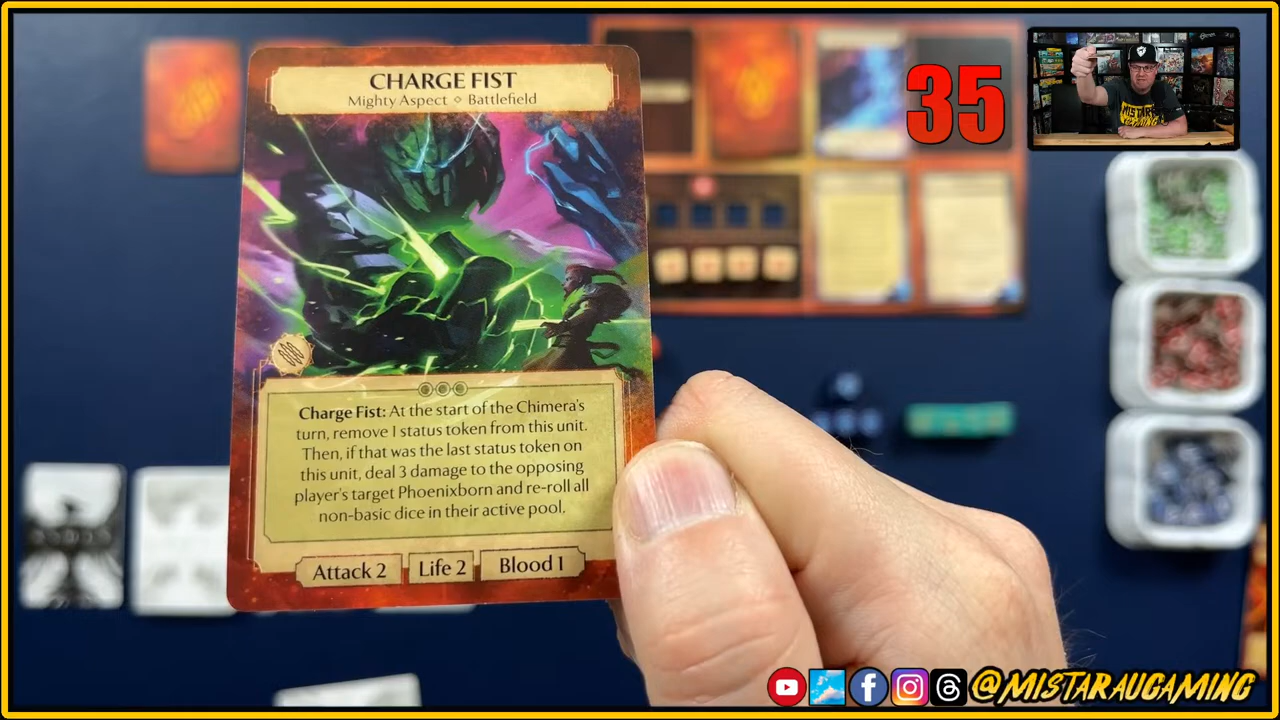 CHARGE FIST
Mighty Aspect ⋄ Battlefield
35
MISTARAU
GAMING
Charge Fist: At the start of the Chimera's
turn, remove 1 status token from this unit.
Then, if that was the last status token on
this unit, deal 3 damage to the opposing
player's target Phoenixborn and re-roll all
non-basic dice in their active pool.
Attack 2
Life 2
Blood 1
@MISTARAUGAMING